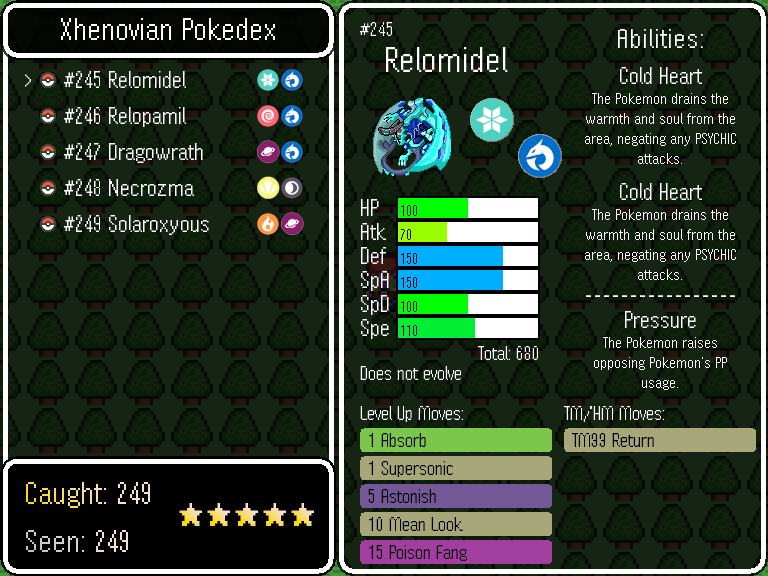 Xhenovian Pokedex
> #245 Relomidel
#246 Relopamil
#247 Dragowrath
#248 Necrozma
#249 Solaroxyous
Caught: 249
Seen: 249
#245
Relomidel
HP 100
Atk 70
Def 150
SpA 150
SpD 100
Spe 110
Total: 680
Does not evolve
Abilities:
Cold Heart
The Pokemon drains the
warmth and soul from the
area, negating any PSYCHIC
attacks.
Cold Heart
The Pokemon drains the
warmth and soul from the
area, negating any PSYCHIC
attacks.
Pressure
The Pokemon raises
opposing Pokemon's PP
usage.
Level Up Moves:
1 Absorb
1 Supersonic
5 Astonish
10 Mean Look
15 Poison Fang
TM/HM Moves:
TM99 Return